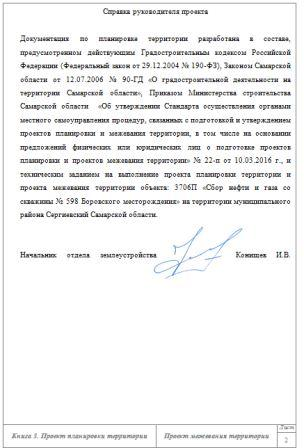 Справка руководителя проекта
Документация по планировке территории разработана в составе,
предусмотренном действующим Градостроительным кодексом Российской
Федерации (Федеральный закон от 29.12.2004 № 190-ФЗ), Законом Самарской
области от 12.07.2006 № 90-ГД «О градостроительной деятельности на
территории Самарской области», Приказом Министерства строительства
Самарской области «Об утверждении Стандарта осуществления органами
местного самоуправления процедур, связанных с подготовкой и утверждением
проектов планировки и межевания территории, в том числе на основании
предложений физических или юридических лиц о подготовке проектов
планировки и проектов межевания территории» № 22-п от 10.03.2016 г., и
техническим заданием на выполнение проекта планировки территории и
проекта межевания территории объекта: 3706П «Сбор нефти и газа со
скважины № 598 Боровского месторождения» на территории муниципального
района Сергиевский Самарской области.
Начальник отдела землеустройства Конищев И.В.
Книга 3. Проект планировки территории Проект межевания территории Лист
2